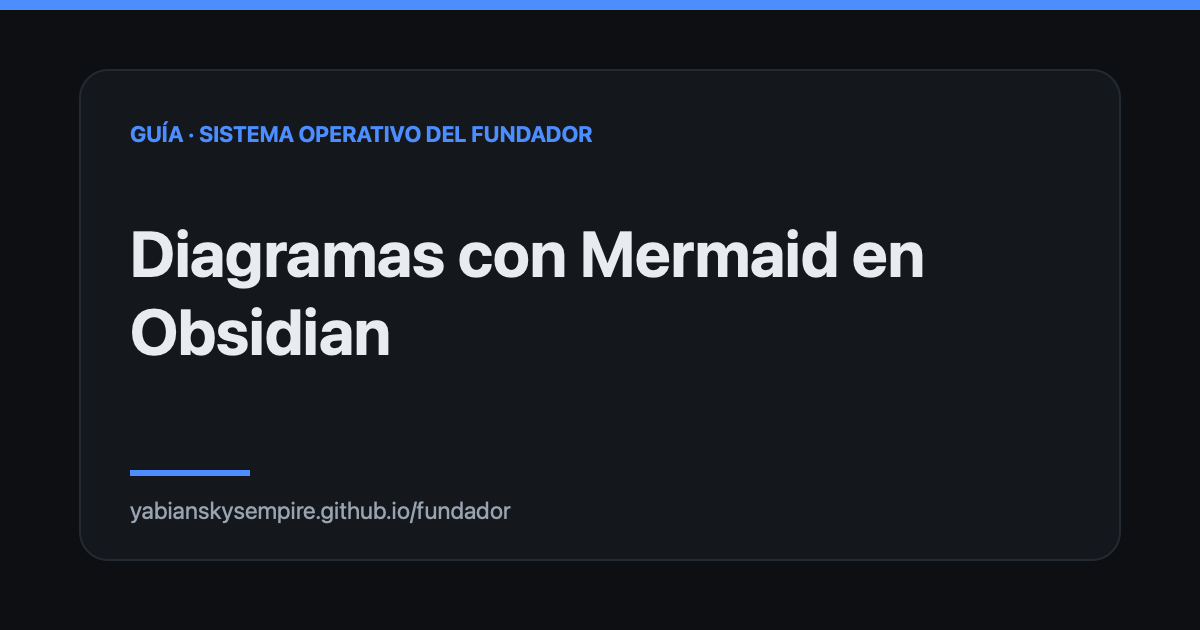 GUÍA · SISTEMA OPERATIVO DEL FUNDADOR
Diagramas con Mermaid en
Obsidian
yabianskysempire.github.io/fundador